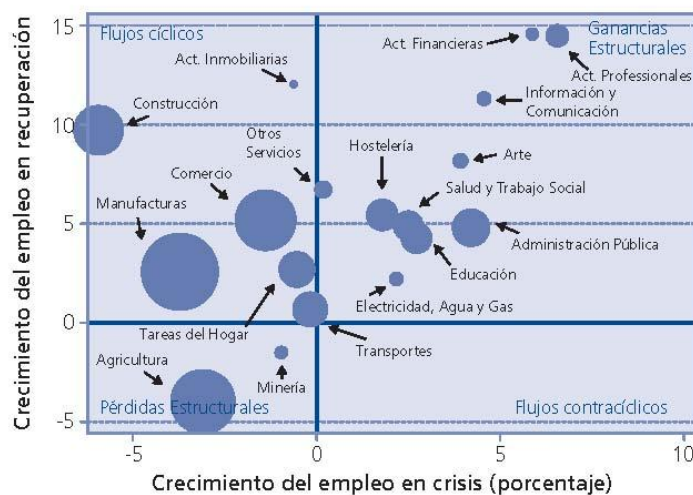 Crecimiento del empleo en recuperación
15
10
5
0
-5
Flujos cíclicos
Ganancias
Estructurales
Act. Financieras
Act. Professionales
Act. Inmobiliarias
Información y
Comunicación
Construcción
Otros
Servicios
Hostelería
Arte
Comercio
Salud y Trabajo Social
Manufacturas
Administración Pública
Educación
Electricidad, Agua y Gas
Tareas del Hogar
Transportes
Agricultura
Minería
Pérdidas Estructurales
Flujos contracíclicos
-5
0
5
10
Crecimiento del empleo en crisis (porcentaje)